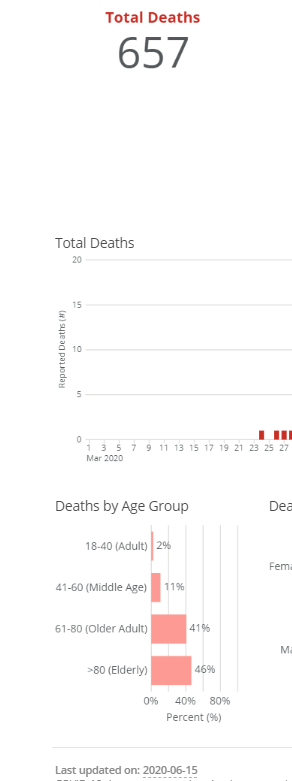 Total Deaths
657
Total Deaths
20
15
10
5
0
Reported Deaths (#)
1 3 5 7 9 11 13 15 17 19 21 23 25 27
Mar 2020
Deaths by Age Group
18-40 (Adult) 2%
41-60 (Middle Age) 11%
61-80 (Older Adult) 41%
>80 (Elderly) 46%
0% 40% 80%
Percent (%)
Dea
Fema
Ma
Last updated on: 2020-06-15